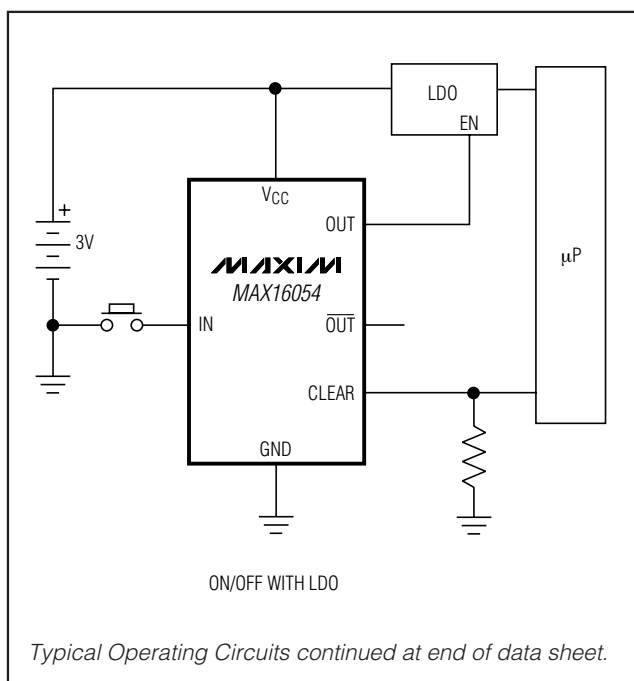 LDO
EN
VCC
OUT
+
3V
MAXIM
MAX16054
µP
IN
OUT
CLEAR
GND
ON/OFF WITH LDO
Typical Operating Circuits continued at end of data sheet.